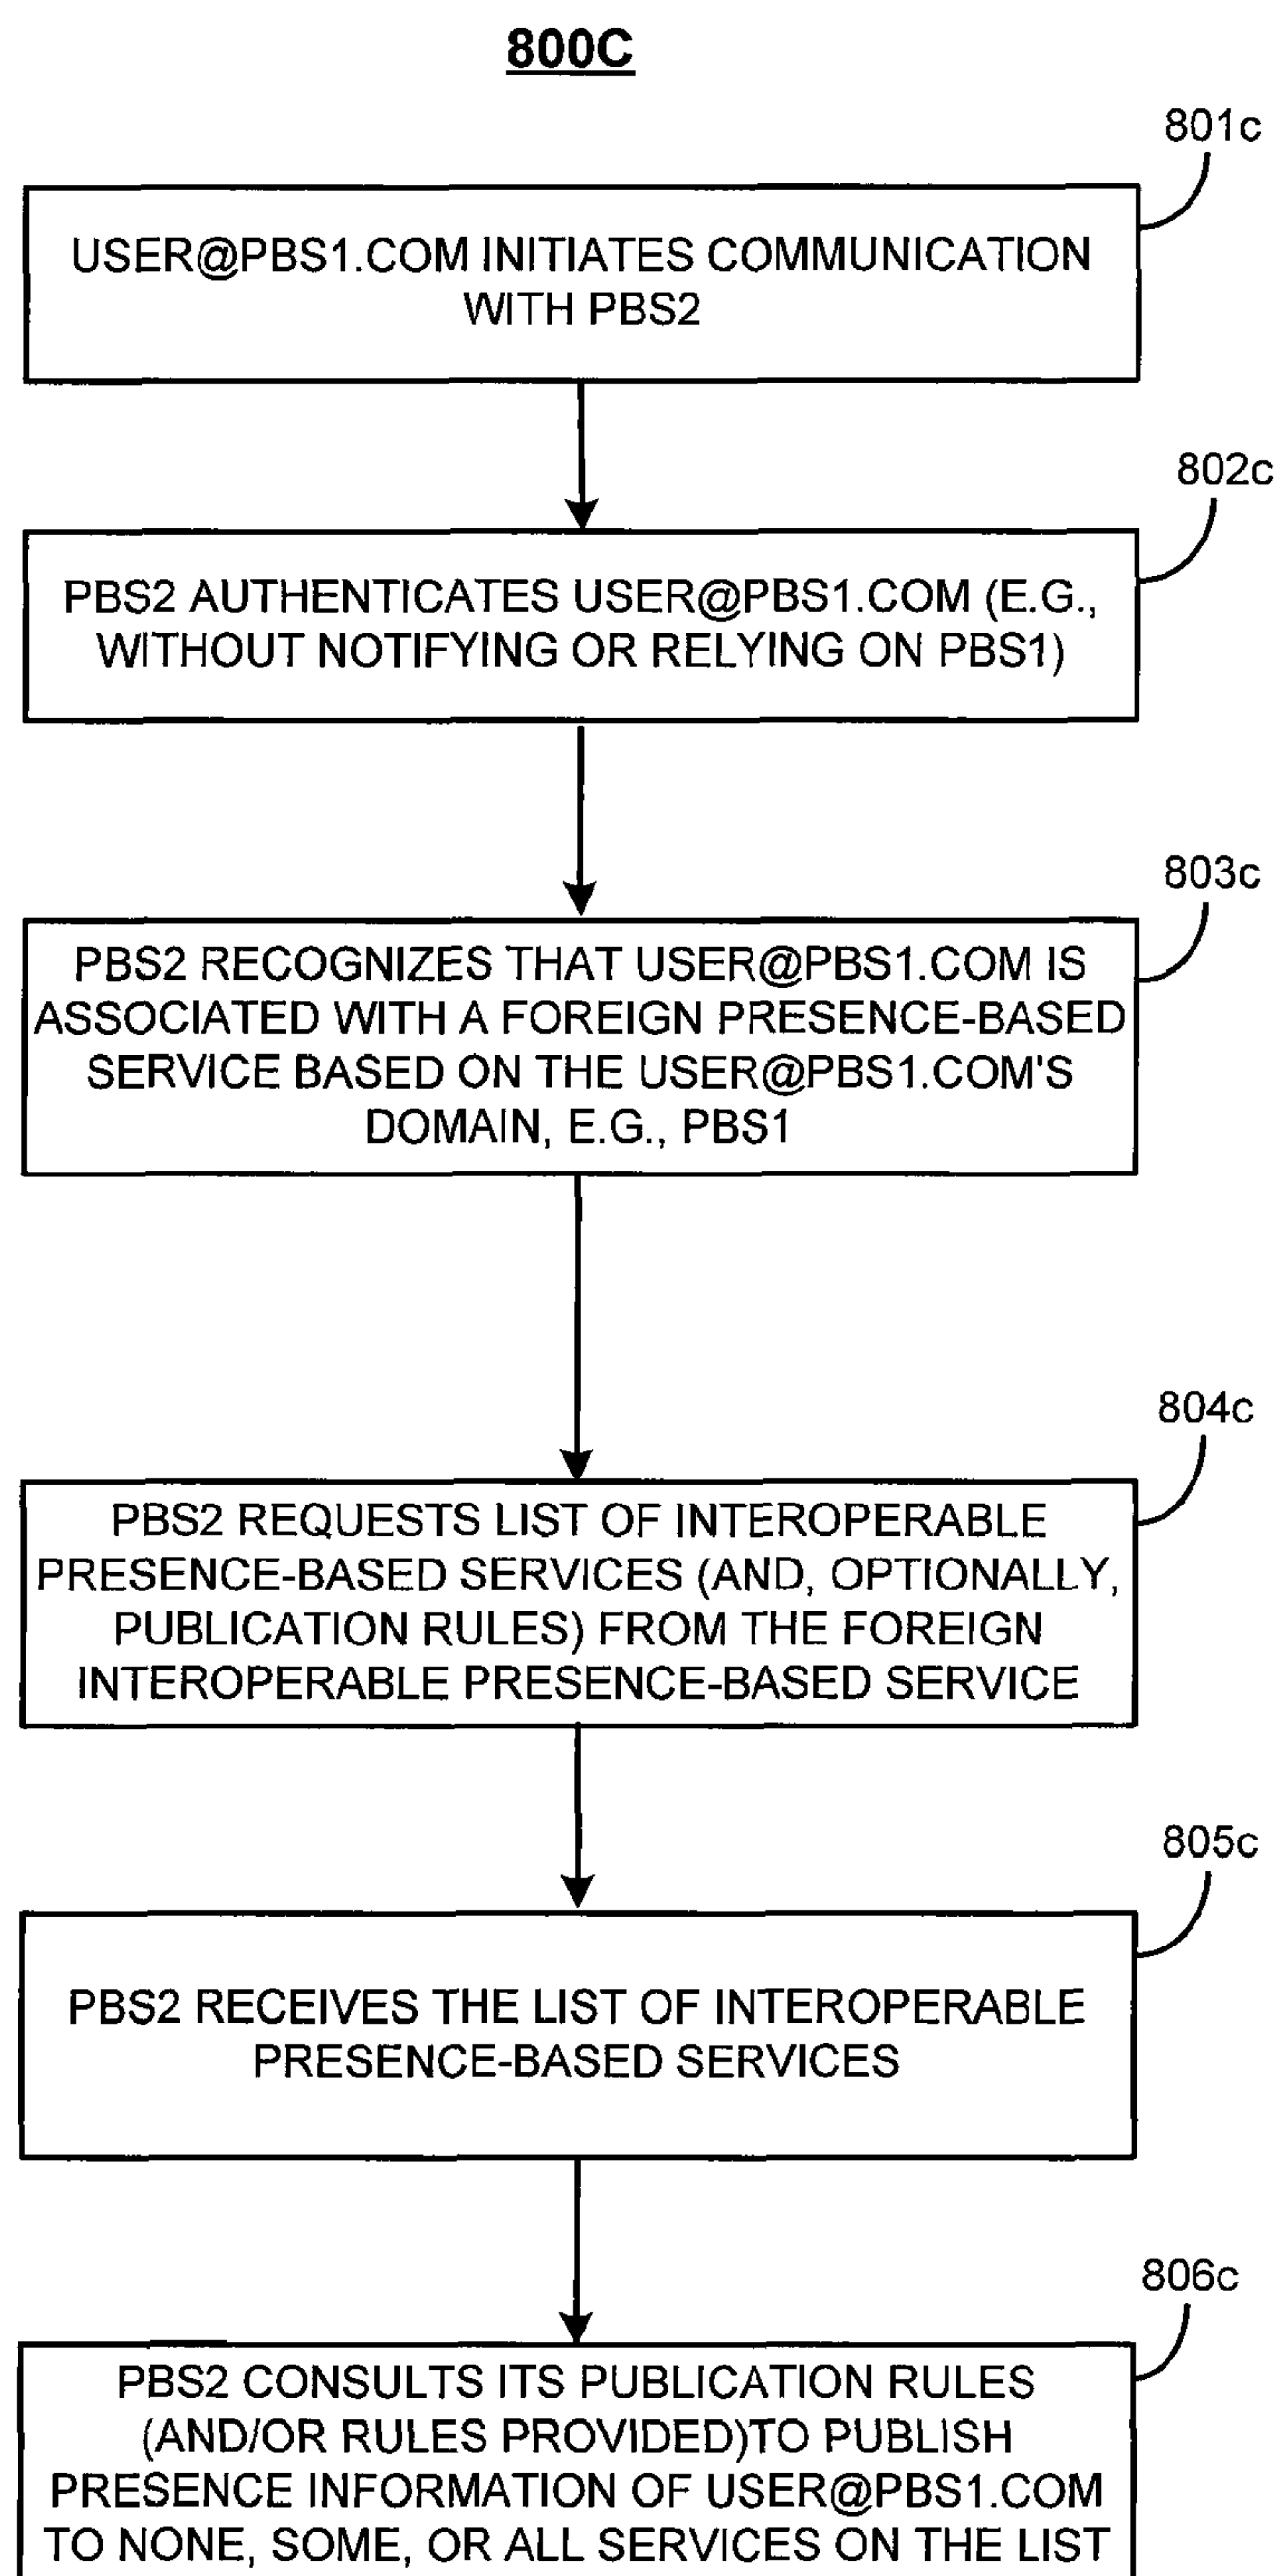 800C
801c
USER@PBS1.COM INITIATES COMMUNICATION
WITH PBS2
802c
PBS2 AUTHENTICATES USER@PBS1.COM (E.G.,
WITHOUT NOTIFYING OR RELYING ON PBS1)
803c
PBS2 RECOGNIZES THAT USER@PBS1.COM IS
ASSOCIATED WITH A FOREIGN PRESENCE-BASED
SERVICE BASED ON THE USER@PBS1.COM'S
DOMAIN, E.G., PBS1
804c
PBS2 REQUESTS LIST OF INTEROPERABLE
PRESENCE-BASED SERVICES (AND, OPTIONALLY,
PUBLICATION RULES) FROM THE FOREIGN
INTEROPERABLE PRESENCE-BASED SERVICE
805c
PBS2 RECEIVES THE LIST OF INTEROPERABLE
PRESENCE-BASED SERVICES
806c
PBS2 CONSULTS ITS PUBLICATION RULES
(AND/OR RULES PROVIDED)TO PUBLISH
PRESENCE INFORMATION OF USER@PBS1.COM
TO NONE, SOME, OR ALL SERVICES ON THE LIST